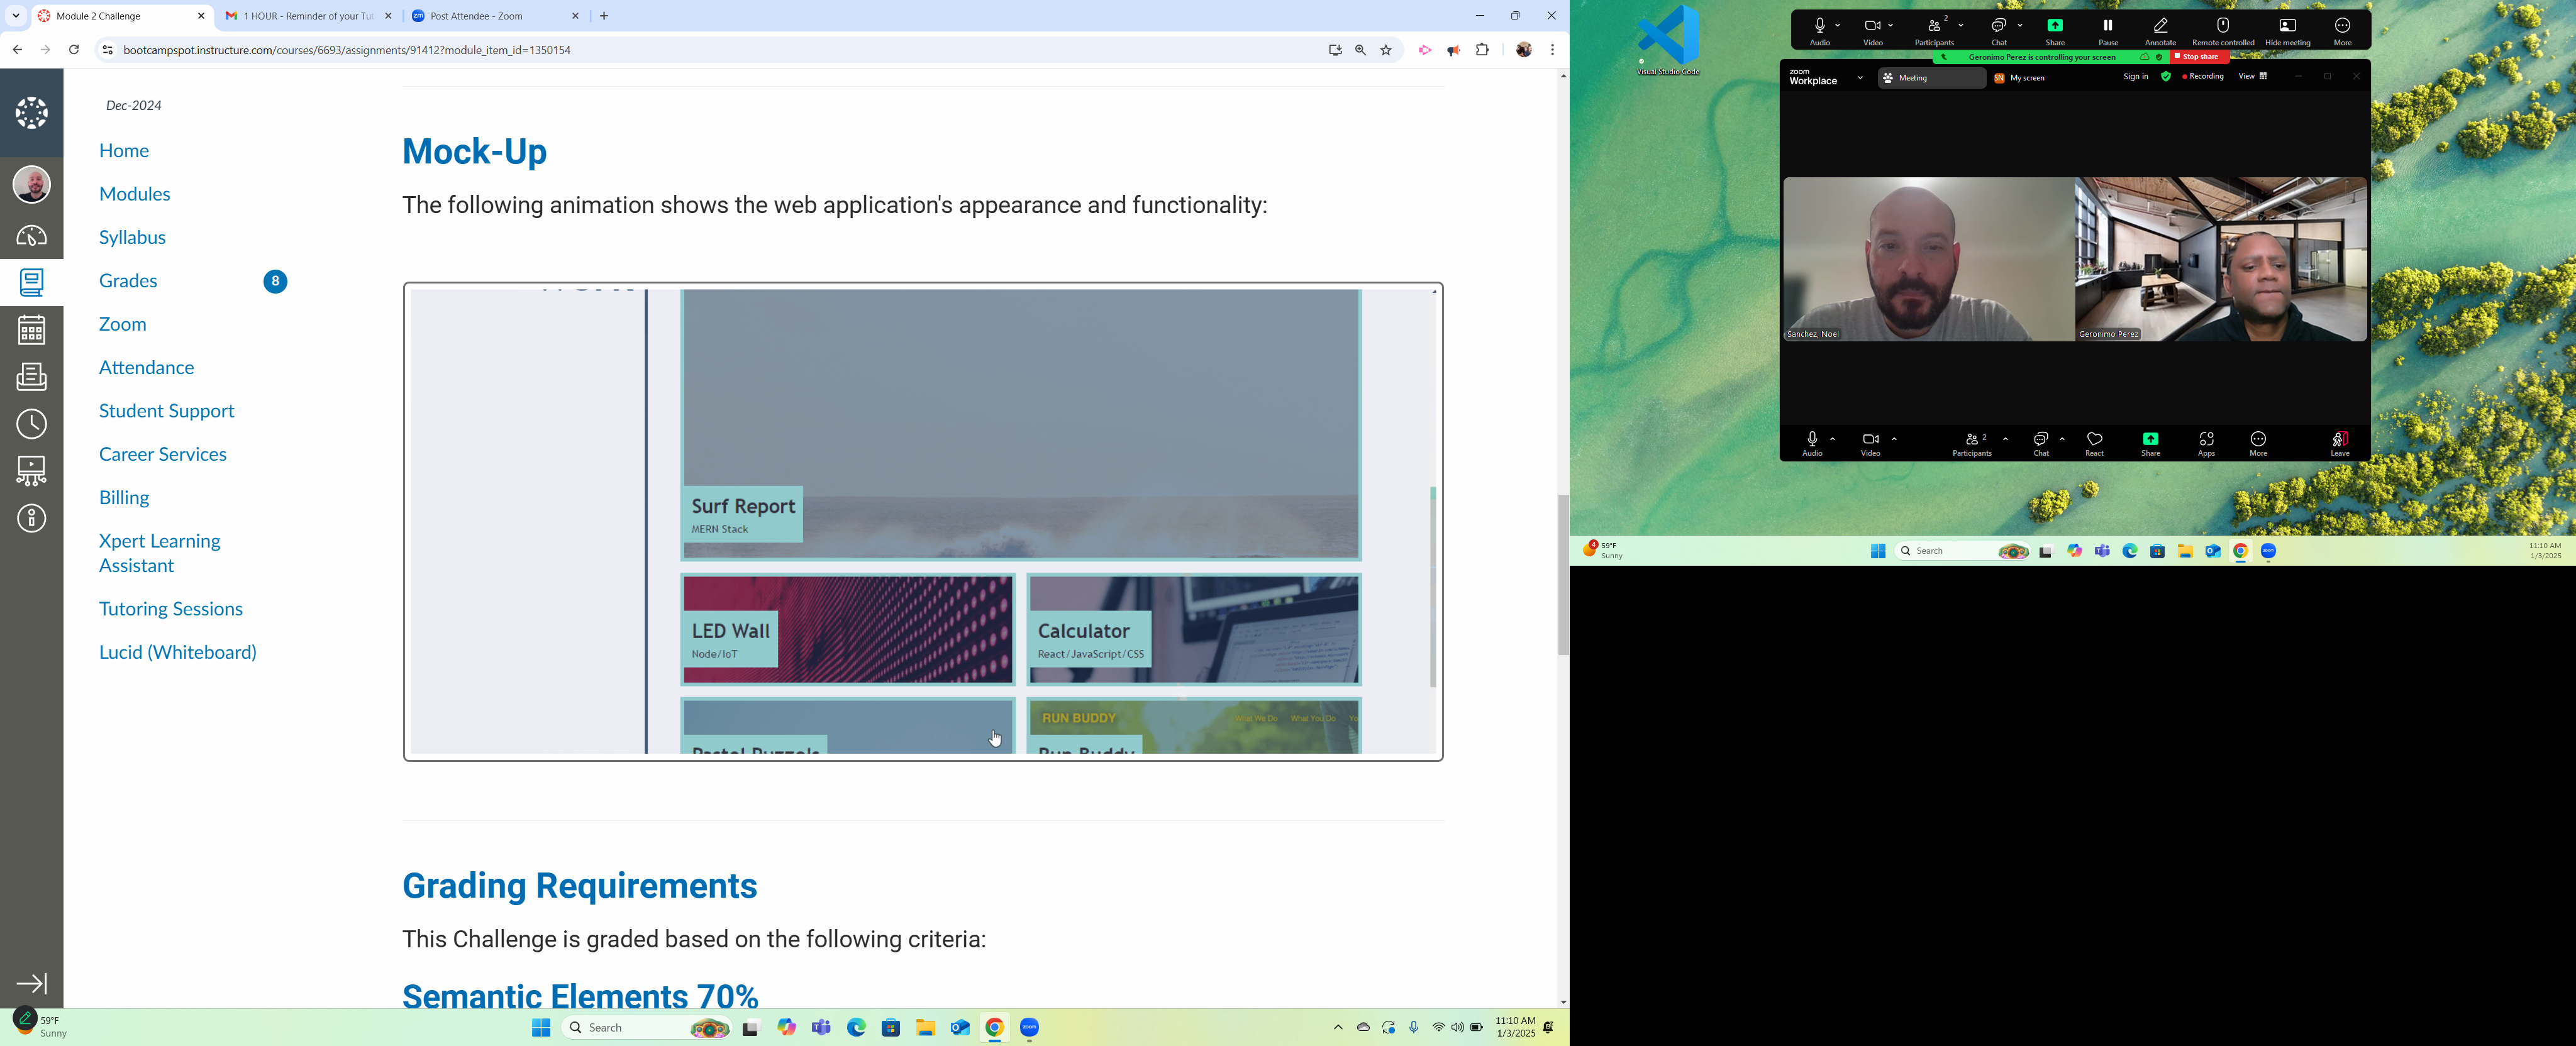 Module 2 Challenge
1 HOUR - Reminder of your Tut
Post Attendee - Zoom
bootcampspot.instructure.com/courses/6693/assignments/91412?module_item_id=1350154
Dec-2024
Home
Modules
Syllabus
Grades
8
Zoom
Attendance
Student Support
Career Services
Billing
Xpert Learning
Assistant
Tutoring Sessions
Lucid (Whiteboard)
Mock-Up
The following animation shows the web application's appearance and functionality:
Surf Report
MERN Stack
LED Wall
Node/IoT
Calculator
React/JavaScript/CSS
RUN BUDDY
What We Do
What You Do
Yo
Run Buddy
Grading Requirements
This Challenge is graded based on the following criteria:
Semantic Elements 70%
59°F
Sunny
Search
zoom
11:10 AM
1/3/2025
Visual Studio Code
2
Audio
Video
Participants
Chat
Share
Pause
Annotate
Remote controlled
Hide meeting
More
Geronimo Perez is controlling your screen
Stop share
zoom
Workplace
Meeting
SN
My screen
Sign in
Recording
View
Sanchez, Noel
Geronimo Perez
2
Audio
Video
Participants
Chat
React
Share
Apps
More
Leave
4
59°F
Sunny
Search
11:10 AM
1/3/2025